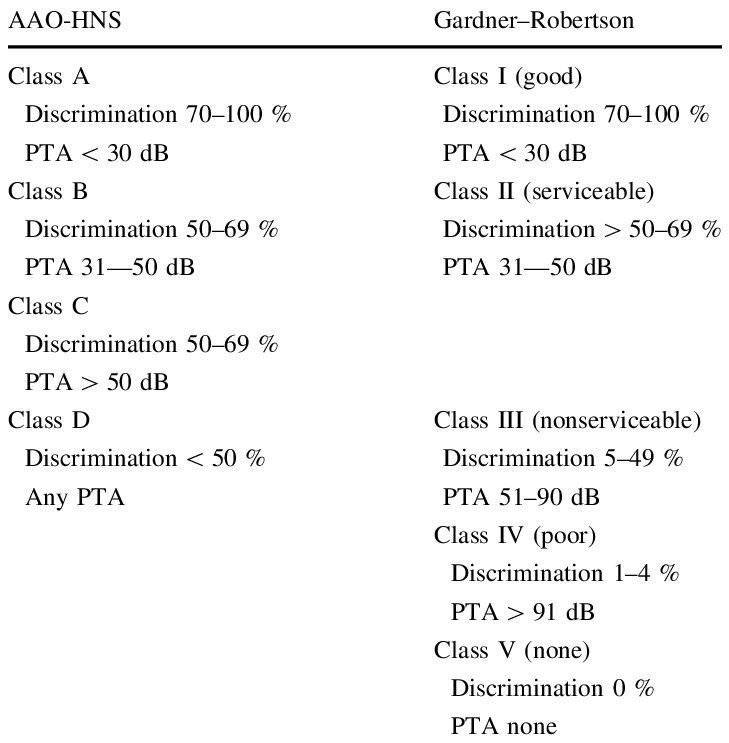 AAO-HNS Gardner–Robertson
Class A Class I (good)
Discrimination 70–100 % Discrimination 70–100 %
PTA < 30 dB PTA < 30 dB
Class B Class II (serviceable)
Discrimination 50–69 % Discrimination > 50–69 %
PTA 31—50 dB PTA 31—50 dB
Class C
Discrimination 50–69 %
PTA > 50 dB
Class D Class III (nonserviceable)
Discrimination < 50 % Discrimination 5–49 %
Any PTA PTA 51–90 dB
Class IV (poor)
Discrimination 1–4 %
PTA > 91 dB
Class V (none)
Discrimination 0 %
PTA none